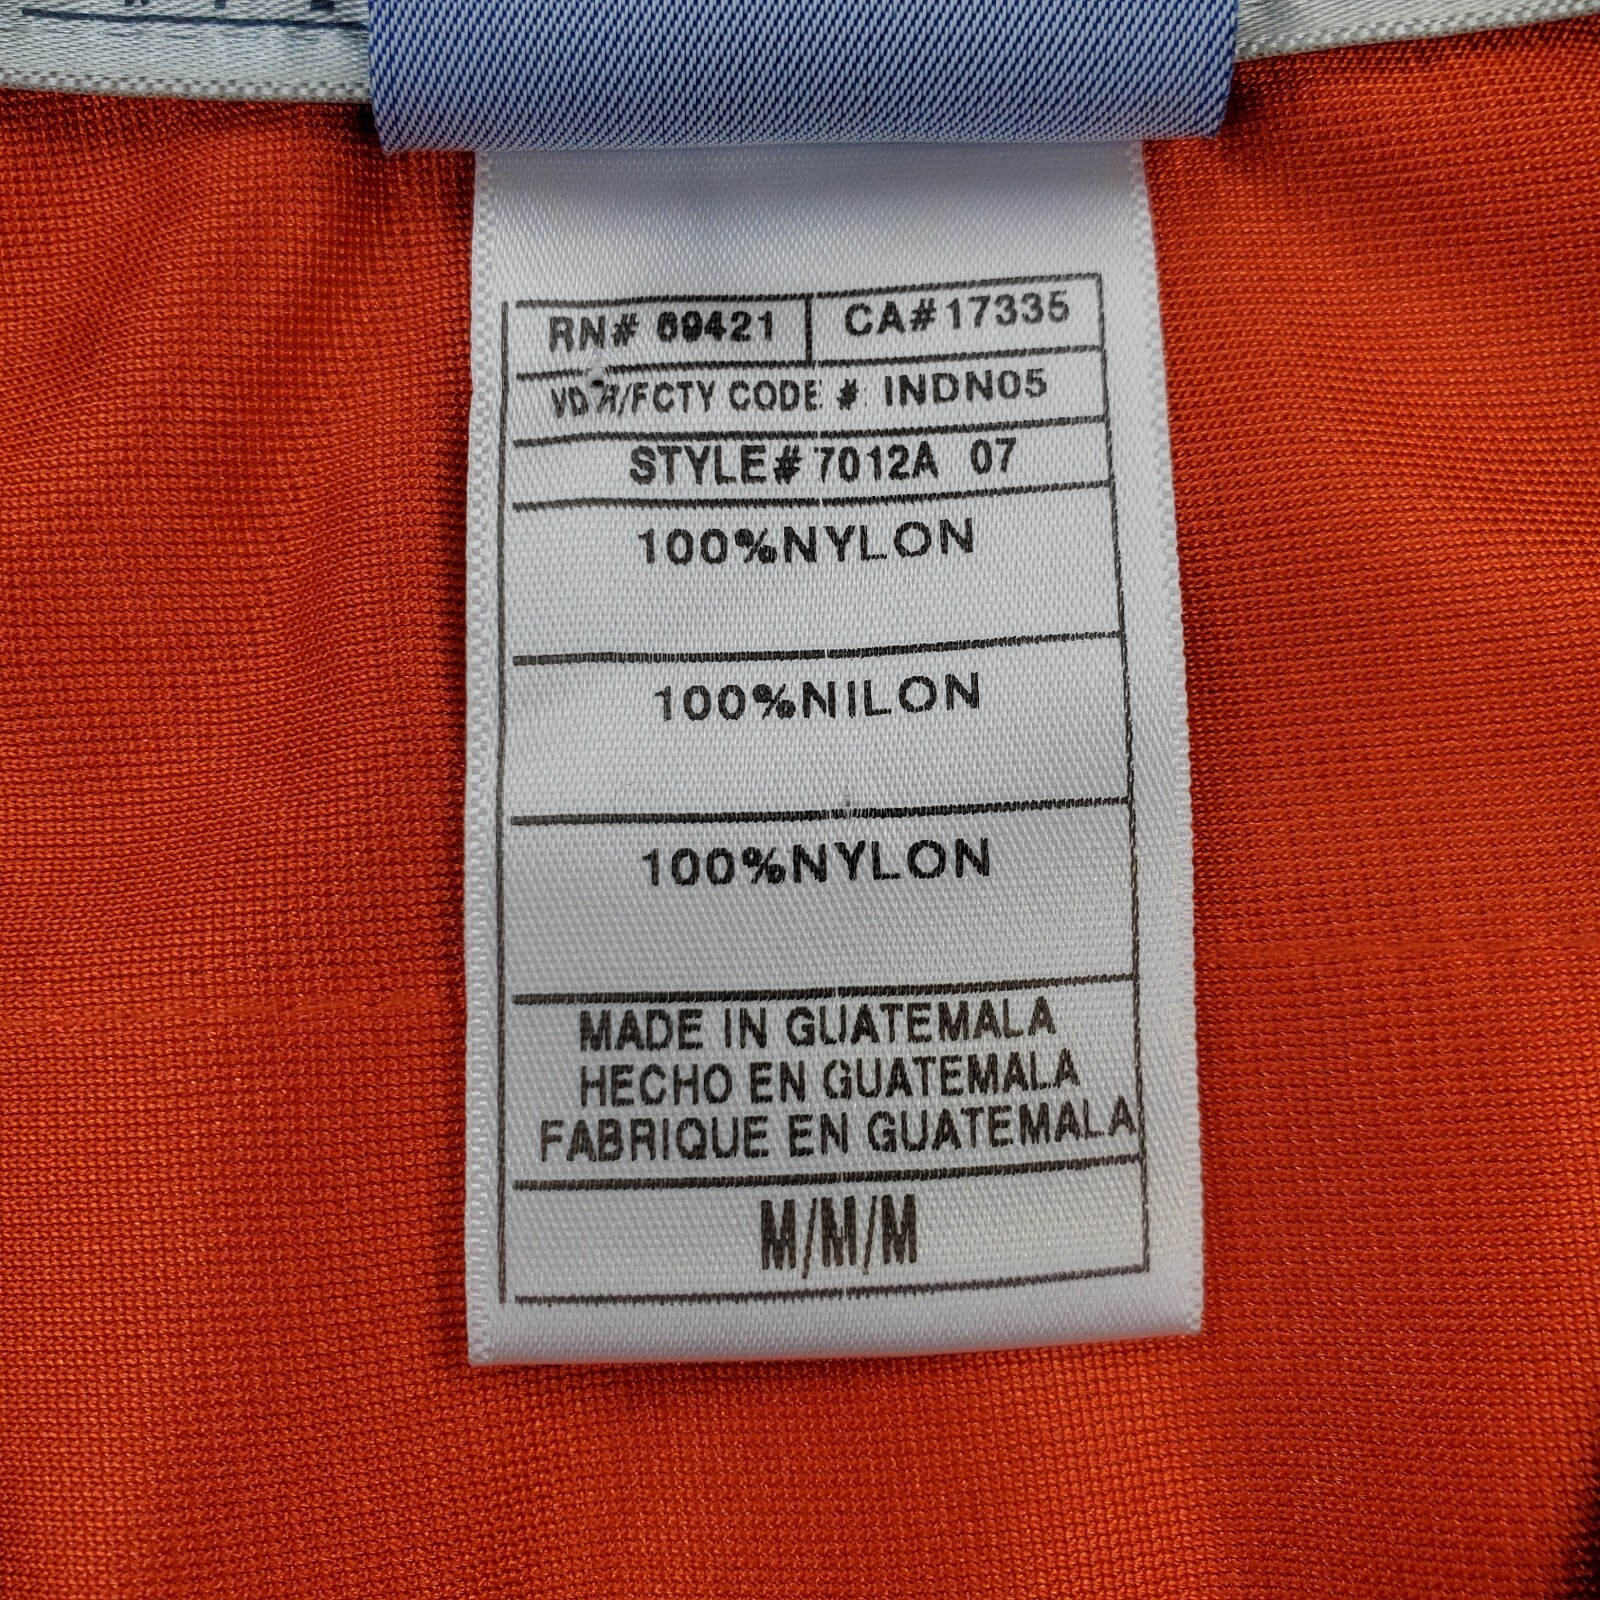 RN# 69421 CA#17335
VDR/FCTY CODE # INDN05
STYLE# 7012A 07
100%NYLON
100%NILON
100%NYLON
MADE IN GUATEMALA
HECHO EN GUATEMALA
FABRIQUE EN GUATEMALA
M/M/M